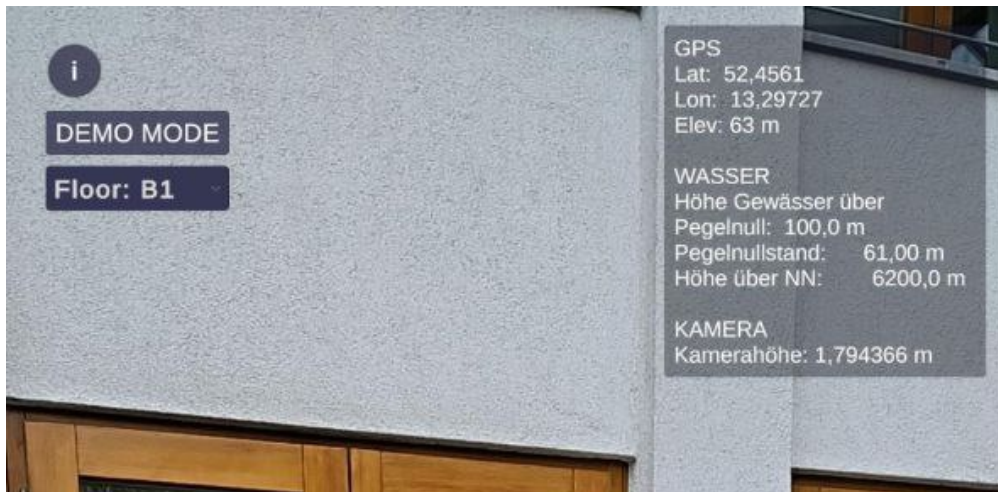 i
DEMO MODE
Floor: B1
GPS
Lat: 52,4561
Lon: 13,29727
Elev: 63 m
WASSER
Höhe Gewässer über
Pegelnull: 100,0 m
Pegelnullstand: 61,00 m
Höhe über NN: 6200,0 m
KAMERA
Kamerahöhe: 1,794366 m